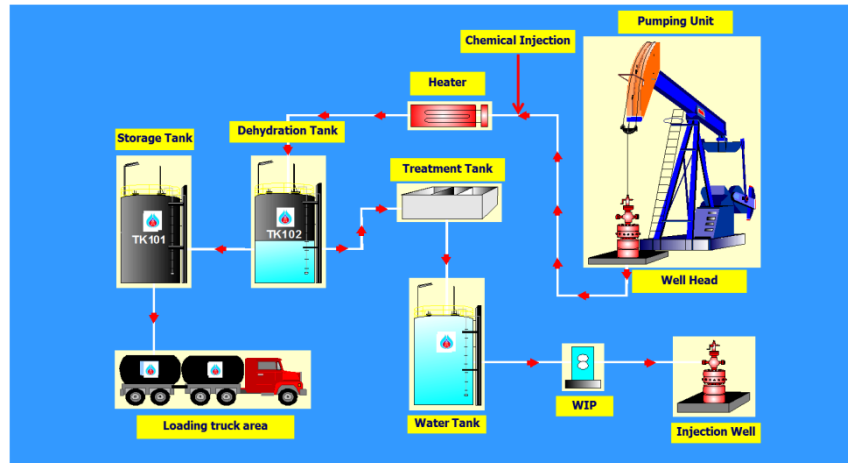 Pumping Unit
Chemical Injection
Heater
Storage Tank
Dehydration Tank
Treatment Tank
TK101
TK102
Well Head
Loading truck area
Water Tank
WIP
Injection Well